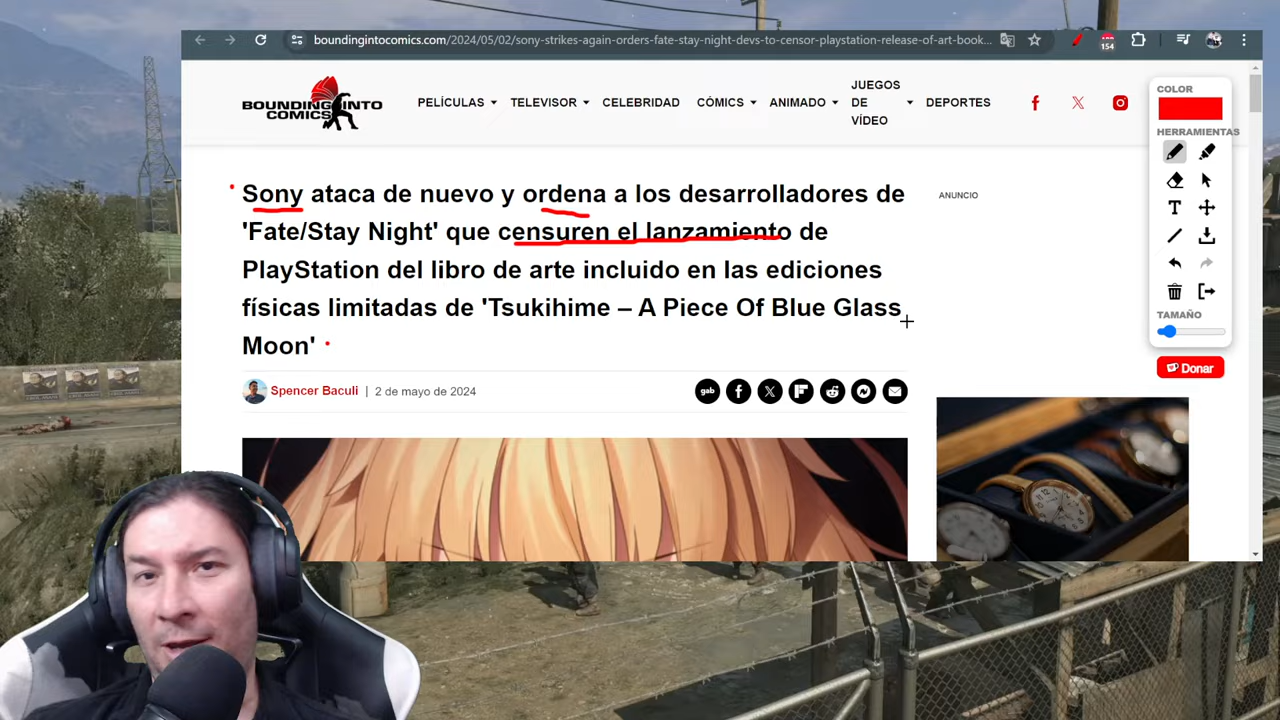 boundingintocomics.com/2024/05/02/sony-strikes-again-orders-fate-stay-night-devs-to-censor-playstation-release-of-art-book...
154
BOUNDING INTO
COMICS
PELÍCULAS
TELEVISOR
CELEBRIDAD
CÓMICS
ANIMADO
JUEGOS
DE
VÍDEO
DEPORTES
COLOR
HERRAMIENTAS
T
TAMAÑO
Donar
Sony ataca de nuevo y ordena a los desarrolladores de
'Fate/Stay Night' que censuren el lanzamiento de
PlayStation del libro de arte incluido en las ediciones
físicas limitadas de 'Tsukihime – A Piece Of Blue Glass
Moon'
ANUNCIO
Spencer Baculi | 2 de mayo de 2024
gab